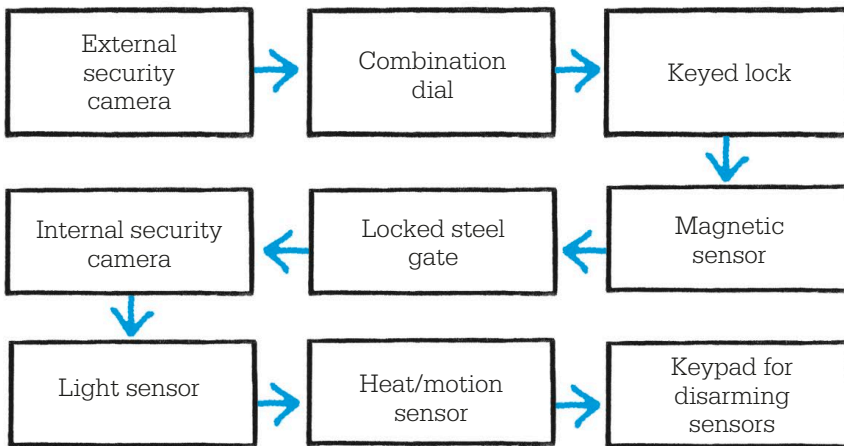 External
security
camera
Combination
dial
Keyed lock
Magnetic
sensor
Locked steel
gate
Internal security
camera
Light sensor
Heat/motion
sensor
Keypad for
disarming
sensors